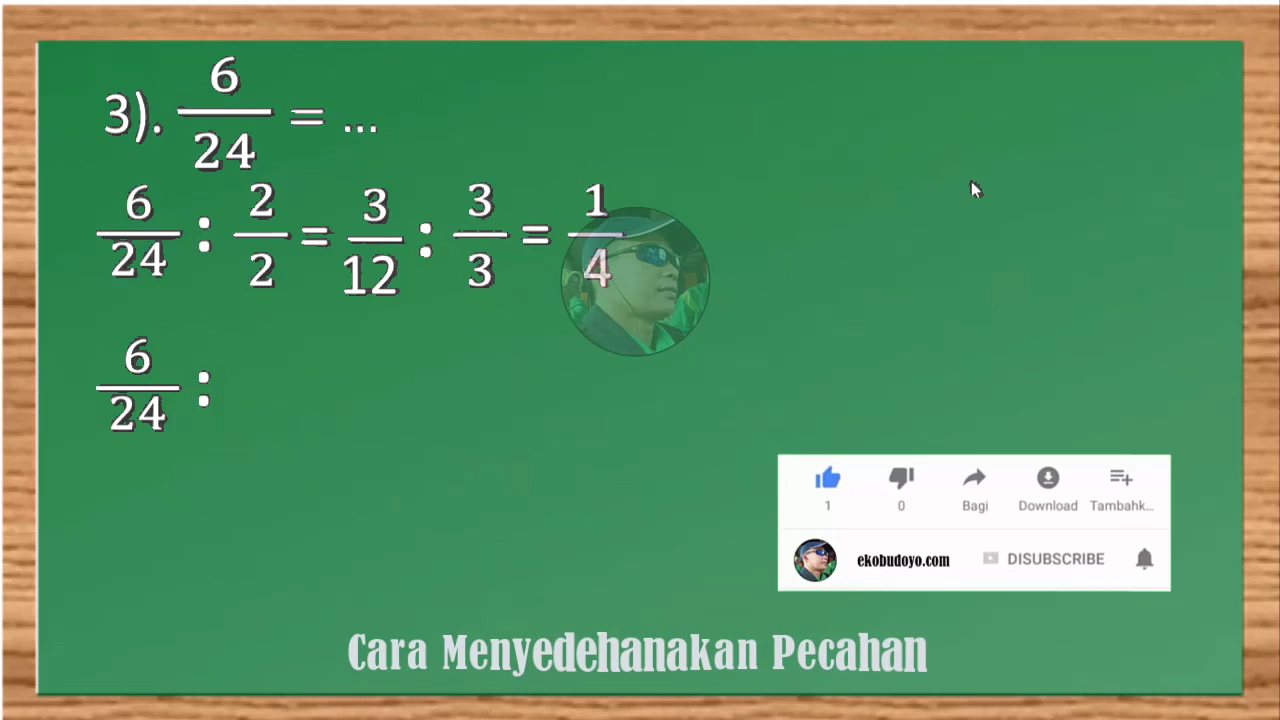 3). 6/24 = ...
6/24 : 2/2 = 3/12 : 3/3 = 1/4
6/24 :
1 0 Bagi Download Tambahk...
ekobudoyo.com DISUBSCRIBE
Cara Menyedehanakan Pecahan